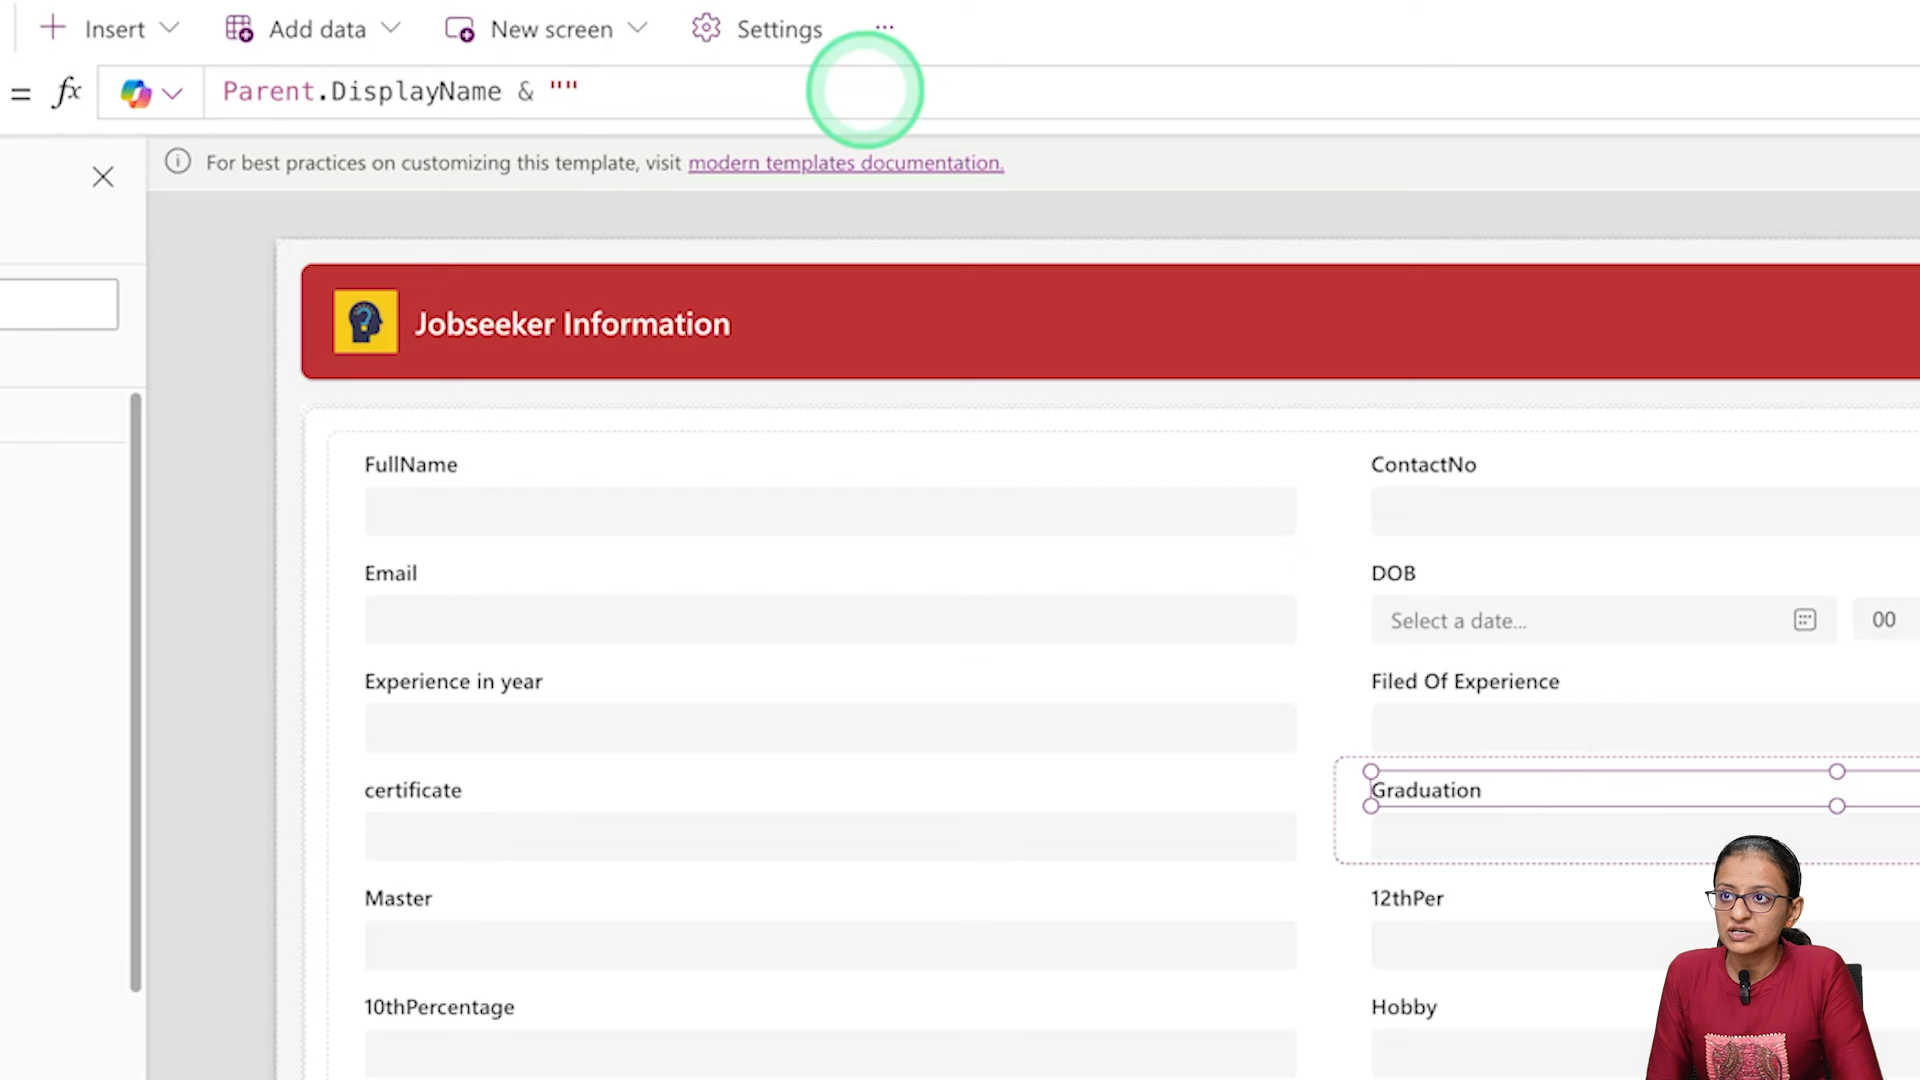 Insert
Add data
New screen
Settings
...
= fx
Parent.DisplayName & ""
For best practices on customizing this template, visit modern templates documentation.
Jobseeker Information
FullName
ContactNo
Email
DOB
Select a date...
00
Experience in year
Filed Of Experience
certificate
Graduation
Master
12thPer
10thPercentage
Hobby